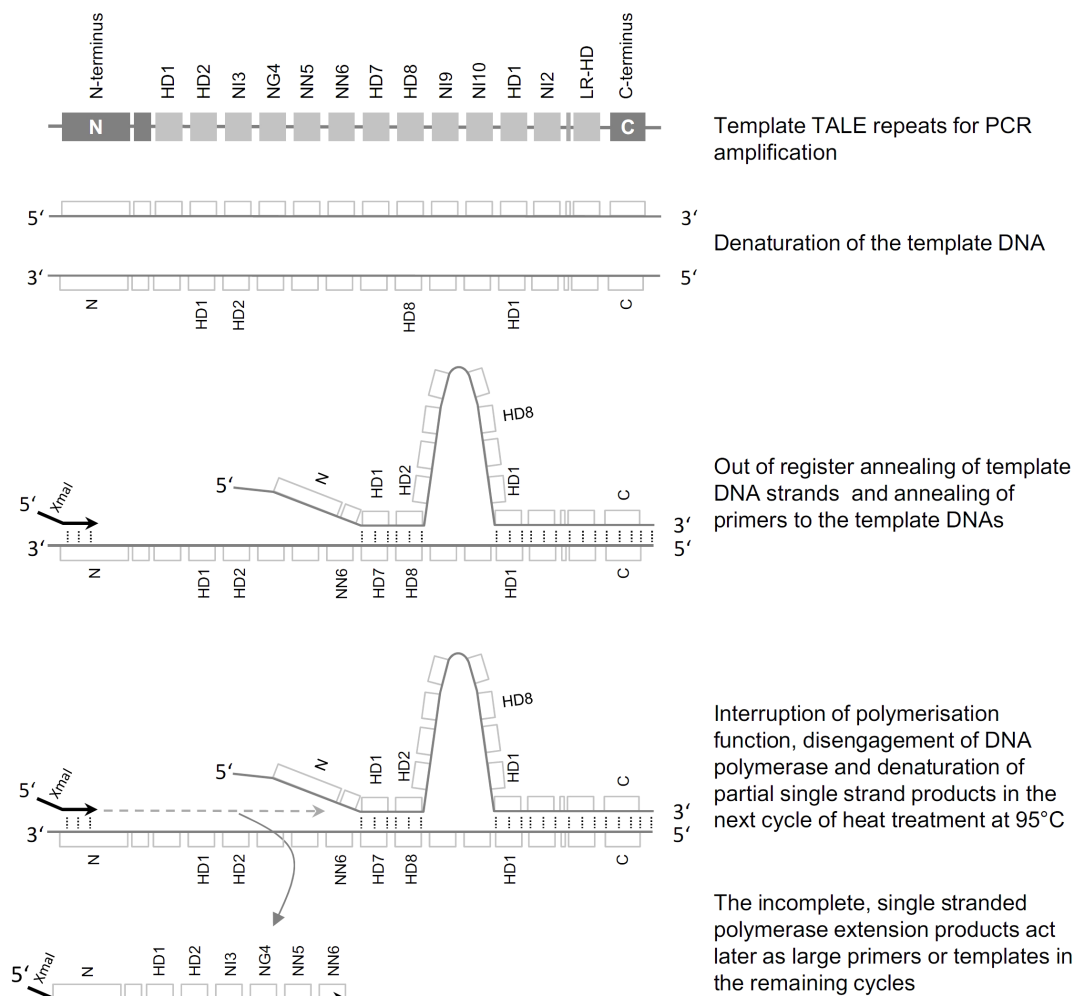 N-terminus
HD1
HD2
NI3
NG4
NN5
NN6
HD7
HD8
NI9
NI10
HD1
NI2
LR-HD
C-terminus
N
C
Template TALE repeats for PCR
amplification
5‘
3‘
Denaturation of the template DNA
3‘
5‘
N
HD1
HD2
HD8
HD1
C
HD8
5‘
N
HD1
HD2
HD1
C
Out of register annealing of template
DNA strands and annealing of
primers to the template DNAs
5‘
XmaI
3‘
3‘
5‘
N
HD1
HD2
NN6
HD7
HD8
HD1
C
HD8
5‘
N
HD1
HD2
HD1
C
Interruption of polymerisation
function, disengagement of DNA
polymerase and denaturation of
partial single strand products in the
next cycle of heat treatment at 95°C
5‘
XmaI
3‘
3‘
5‘
N
HD1
HD2
NN6
HD7
HD8
HD1
C
The incomplete, single stranded
polymerase extension products act
later as large primers or templates in
the remaining cycles
5‘
XmaI
N
HD1
HD2
NI3
NG4
NN5
NN6